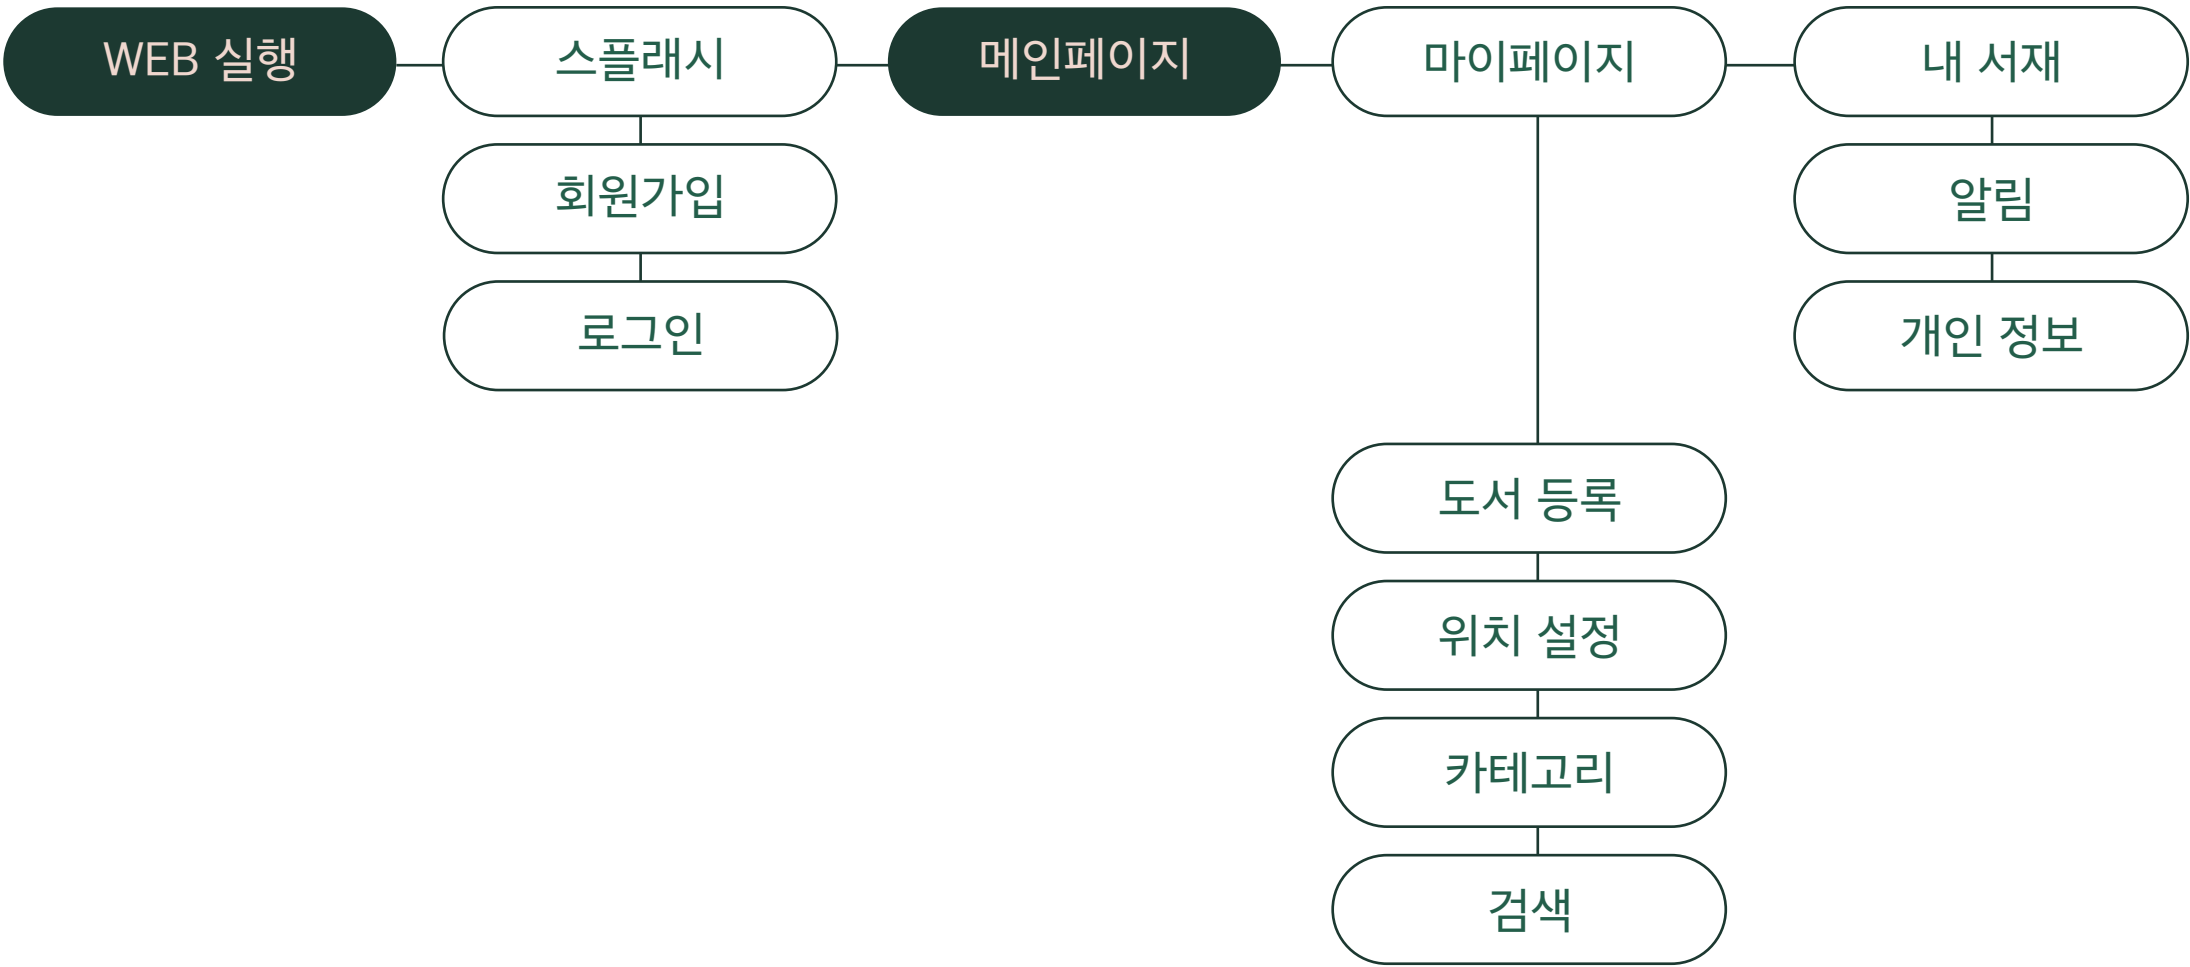 WEB 실행
스플래시
메인페이지
마이페이지
내 서재
회원가입
알림
로그인
개인 정보
도서 등록
위치 설정
카테고리
검색